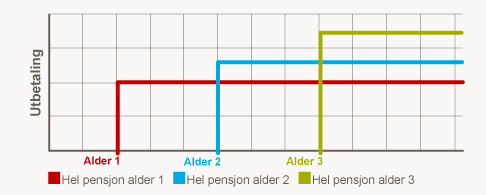 Utbetaling
Alder 1 Alder 2 Alder 3
Hel pensjon alder 1 Hel pensjon alder 2 Hel pensjon alder 3